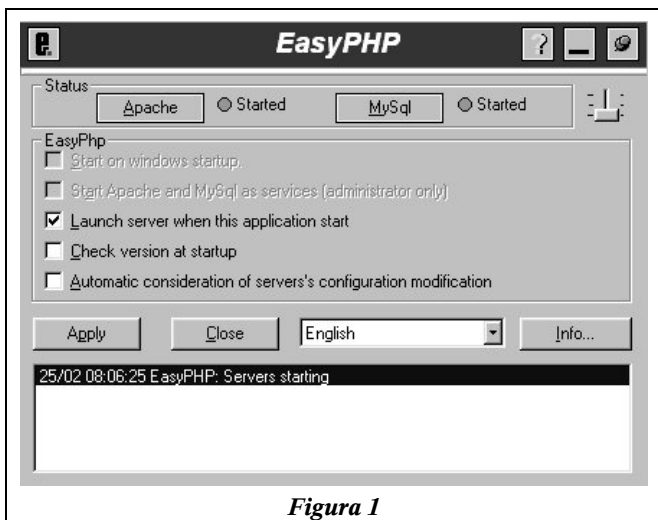 e.
EasyPHP
?
Status
Apache
Started
MySql
Started
EasyPhp
Start on windows startup.
Start Apache and MySql as services (administrator only)
Launch server when this application start
Check version at startup
Automatic consideration of servers's configuration modification
Apply
Close
English
Info...
25/02 08:06:25 EasyPHP: Servers starting
Figura 1